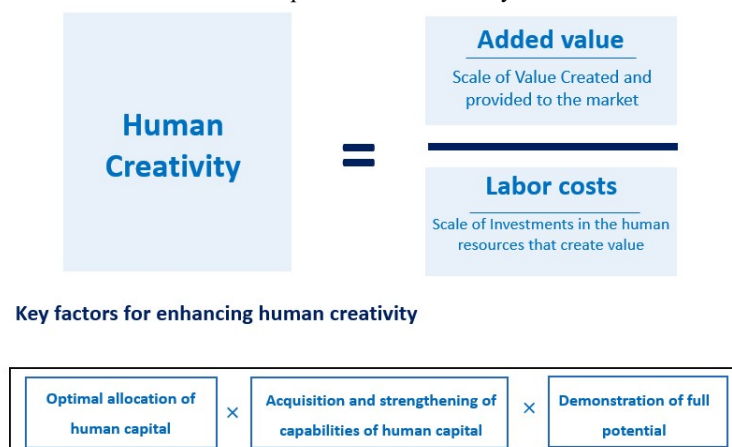 Human
Creativity
=
Added value
Scale of Value Created and
provided to the market
Labor costs
Scale of Investments in the human
resources that create value
Key factors for enhancing human creativity
Optimal allocation of
human capital
×
Acquisition and strengthening of
capabilities of human capital
×
Demonstration of full
potential